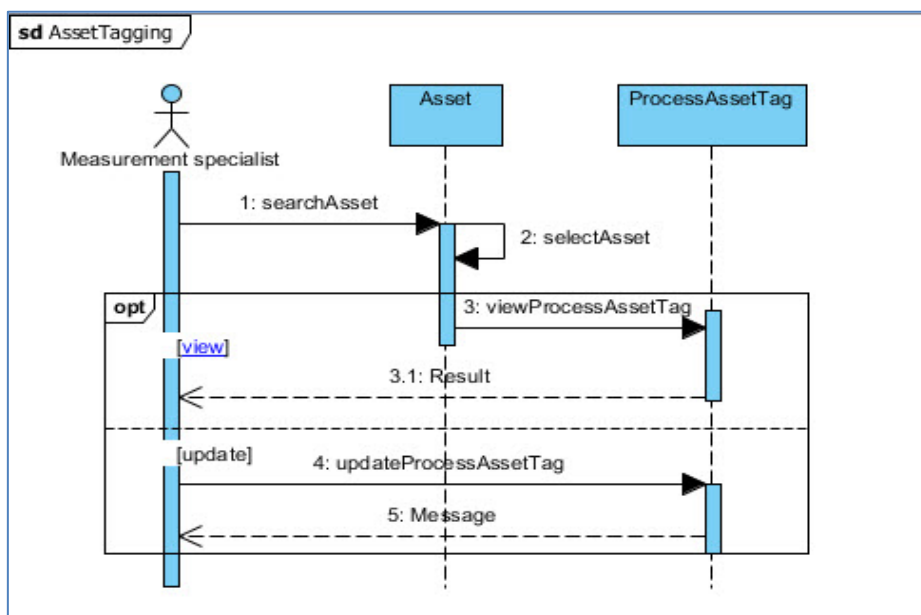 sd AssetTagging
Asset
ProcessAssetTag
Measurement specialist
1: searchAsset
2: selectAsset
opt
3: viewProcessAssetTag
[view]
3.1: Result
[update]
4: updateProcessAssetTag
5: Message